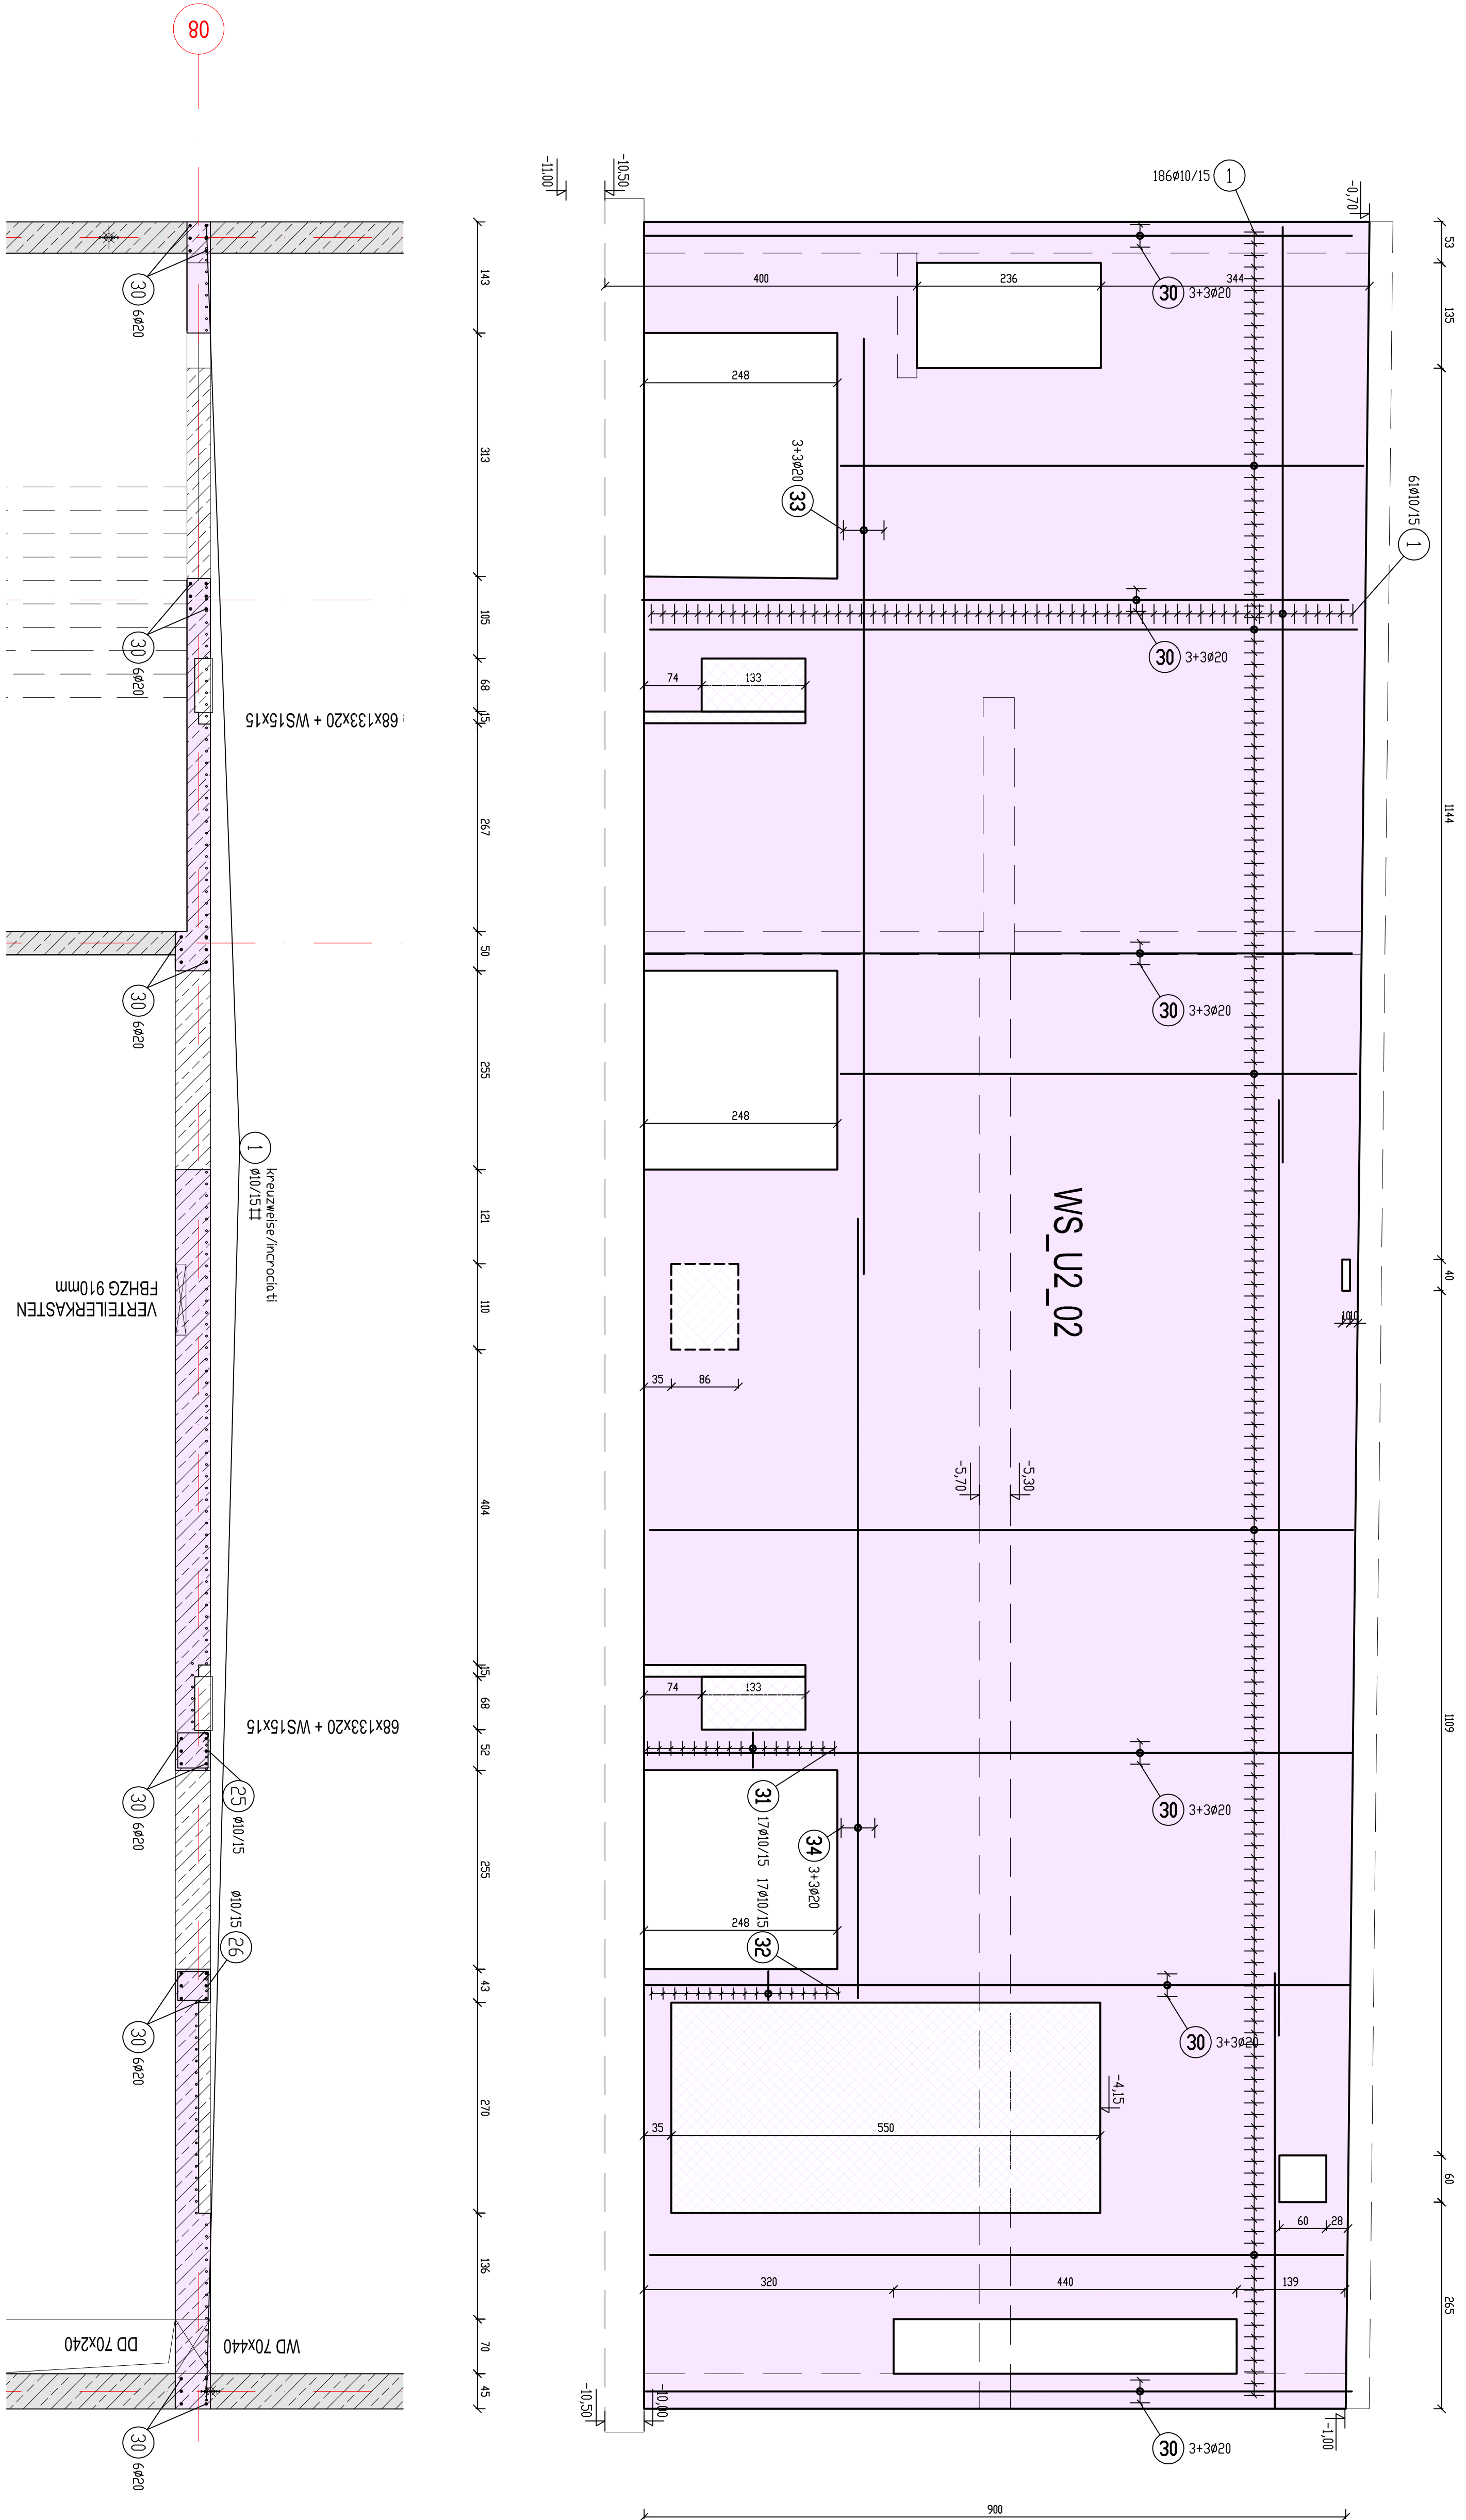 08
-11.00
-10.50
186ø10/15 1
-0,70
53
143
135
400
236
344
30 3+3ø20
30 6ø20
313
248
3+3ø20 33
61ø10/15 1
105
30 3+3ø20
30 6ø20
68
74
133
15
68x133x20 + WS15x15
1144
267
50
30 3+3ø20
30 6ø20
255
248
1 kreuzweise/incrociati
ø10/15
121
WS_U2_02
VERTEILERKASTEN
FBHZG 910mm
110
40
10
10
35
86
-5,70
-5,30
404
15
74
133
68
68x133x20 + WS15x15
1109
52
31 17ø10/15
30 3+3ø20
25 ø10/15
30 6ø20
34 3+3ø20
255
248
17ø10/15 32
ø10/15 26
43
30 3+3ø20
30 6ø20
-4,15
270
35
550
60
60
28
136
320
440
139
265
DD 70x240
WD 70x440
70
45
-10,50
-10,00
-1,00
30 3+3ø20
30 6ø20
900